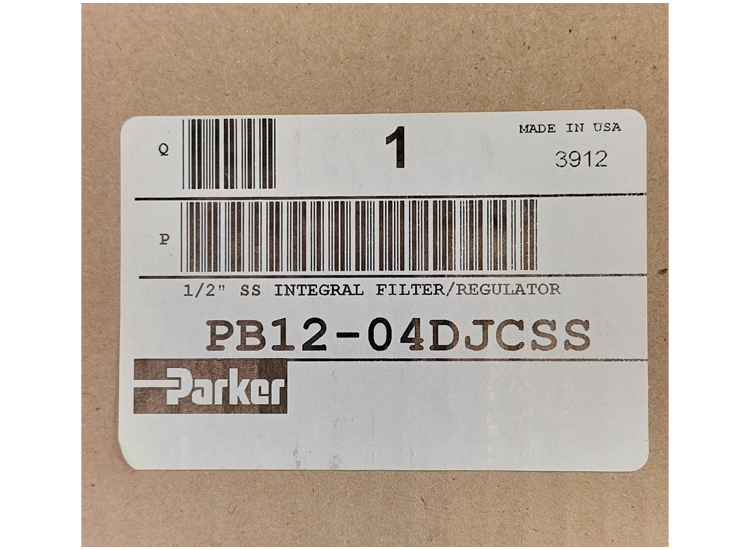 Q
1
MADE IN USA
3912
P
1/2" SS INTEGRAL FILTER/REGULATOR
PB12-04DJCSS
Parker